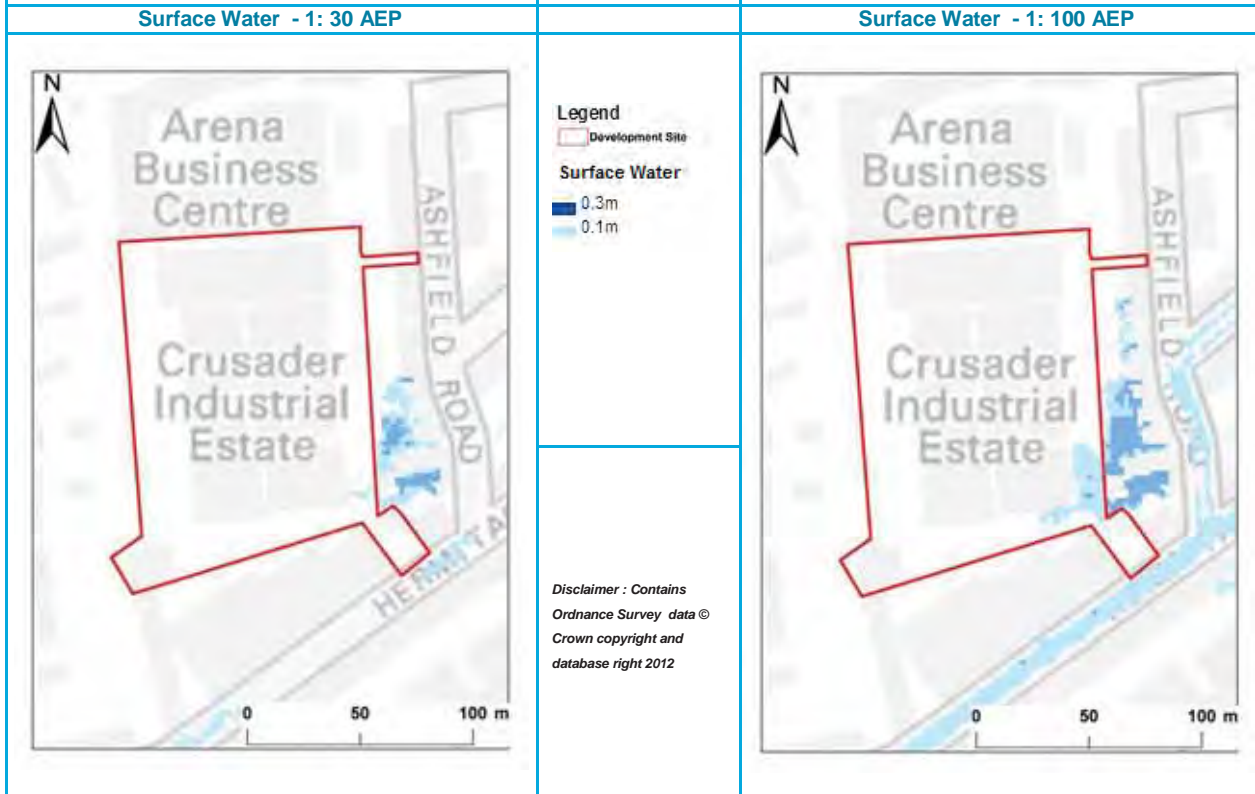 Surface Water - 1: 30 AEP
Surface Water - 1: 100 AEP
N
Arena
Business
Centre
ASHFIELD ROAD
Crusader
Industrial
Estate
0 50 100 m
Legend
Development Site
Surface Water
0.3m
0.1m
Disclaimer : Contains
Ordnance Survey data ©
Crown copyright and
database right 2012
N
Arena
Business
Centre
ASHFIELD
Crusader
Industrial
Estate
0 50 100 m